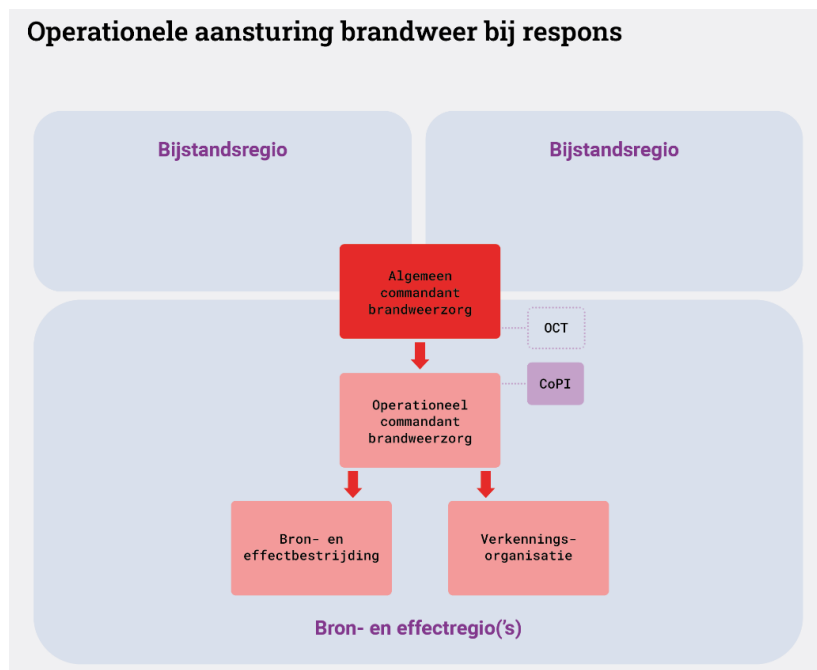 Operationele aansturing brandweer bij respons
Bijstandsregio
Bijstandsregio
Algemeen
commandant
brandweerzorg
OCT
CoPI
Operationeel
commandant
brandweerzorg
Bron- en
effectbestrijding
Verkennings-
organisatie
Bron- en effectregio(’s)